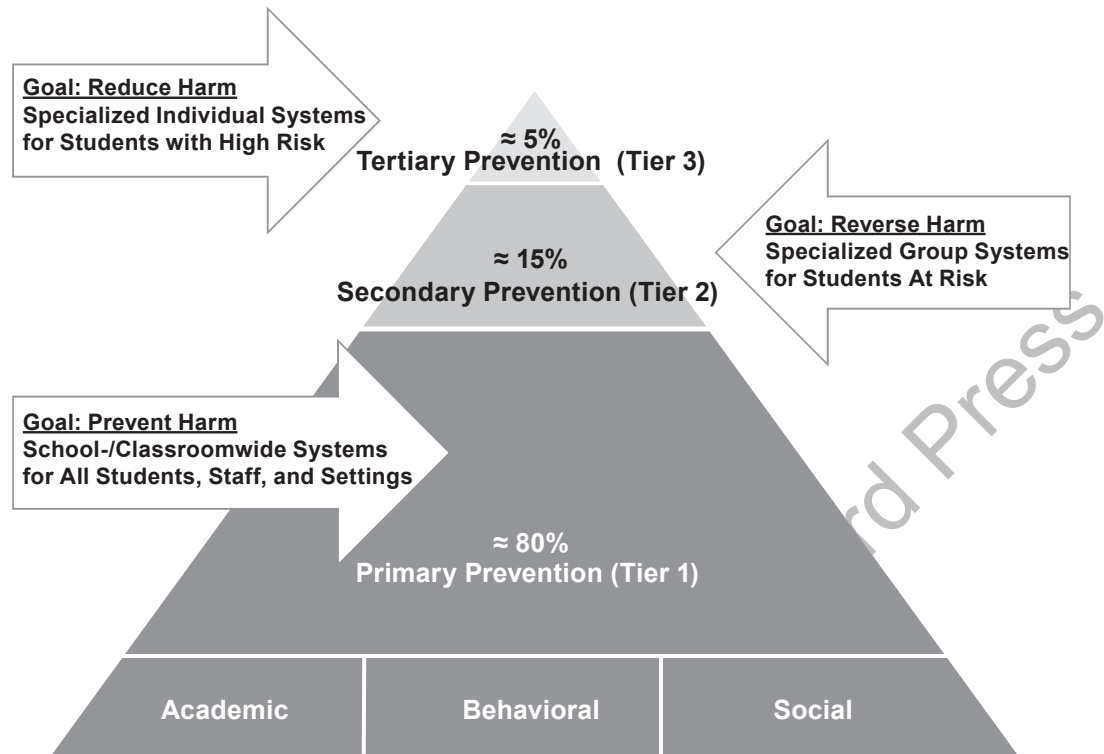 Goal: Reduce Harm
Specialized Individual Systems
for Students with High Risk
≈ 5%
Tertiary Prevention (Tier 3)
Goal: Reverse Harm
Specialized Group Systems
for Students At Risk
≈ 15%
Secondary Prevention (Tier 2)
Goal: Prevent Harm
School-/Classroomwide Systems
for All Students, Staff, and Settings
≈ 80%
Primary Prevention (Tier 1)
Academic
Behavioral
Social
Press